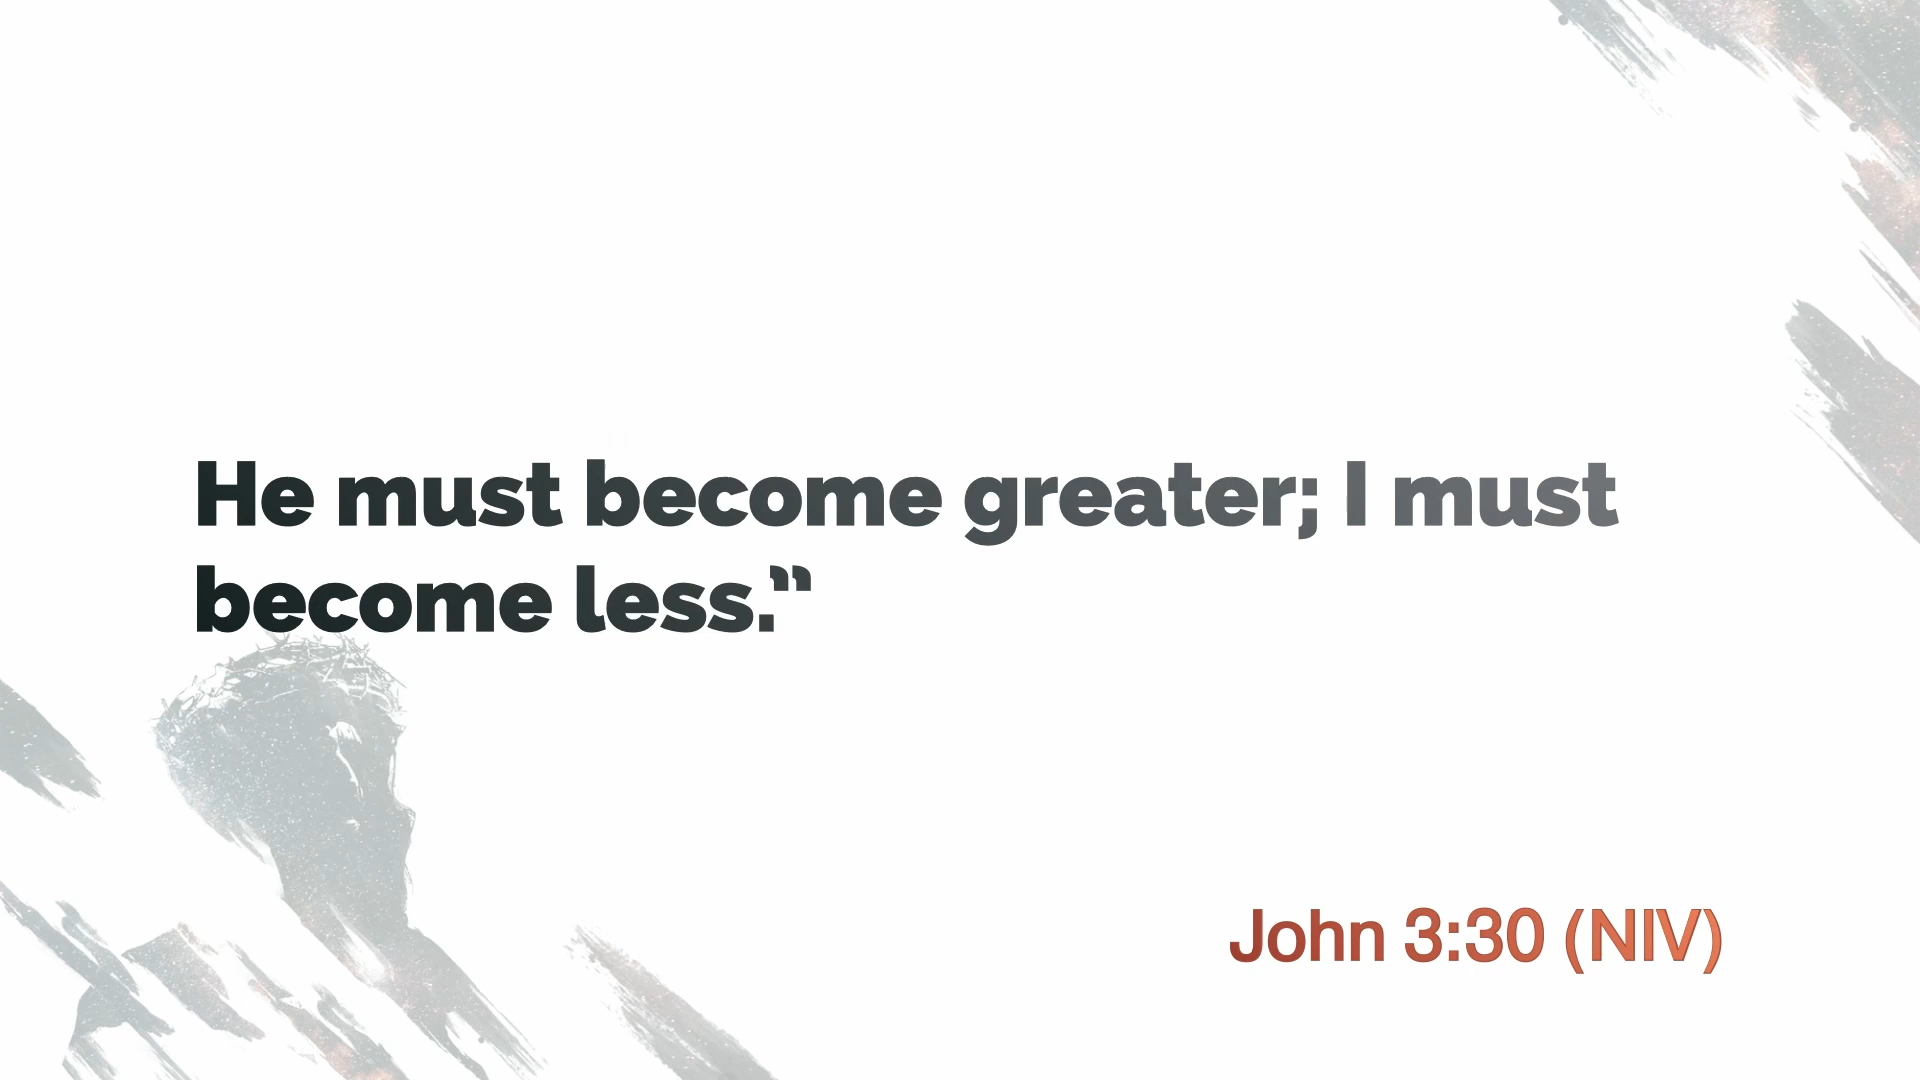 He must become greater; I must
become less.”
John 3:30 (NIV)